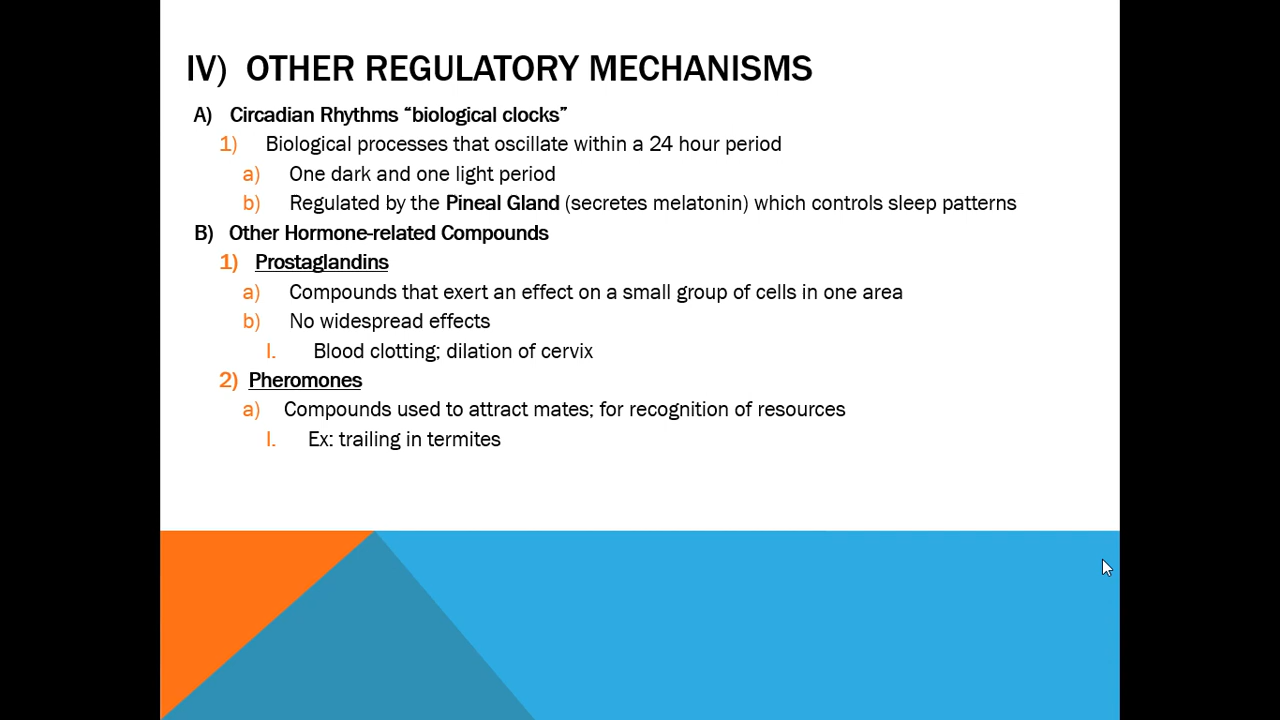 IV) OTHER REGULATORY MECHANISMS
A) Circadian Rhythms “biological clocks”
1) Biological processes that oscillate within a 24 hour period
a) One dark and one light period
b) Regulated by the Pineal Gland (secretes melatonin) which controls sleep patterns
B) Other Hormone-related Compounds
1) Prostaglandins
a) Compounds that exert an effect on a small group of cells in one area
b) No widespread effects
I. Blood clotting; dilation of cervix
2) Pheromones
a) Compounds used to attract mates; for recognition of resources
I. Ex: trailing in termites